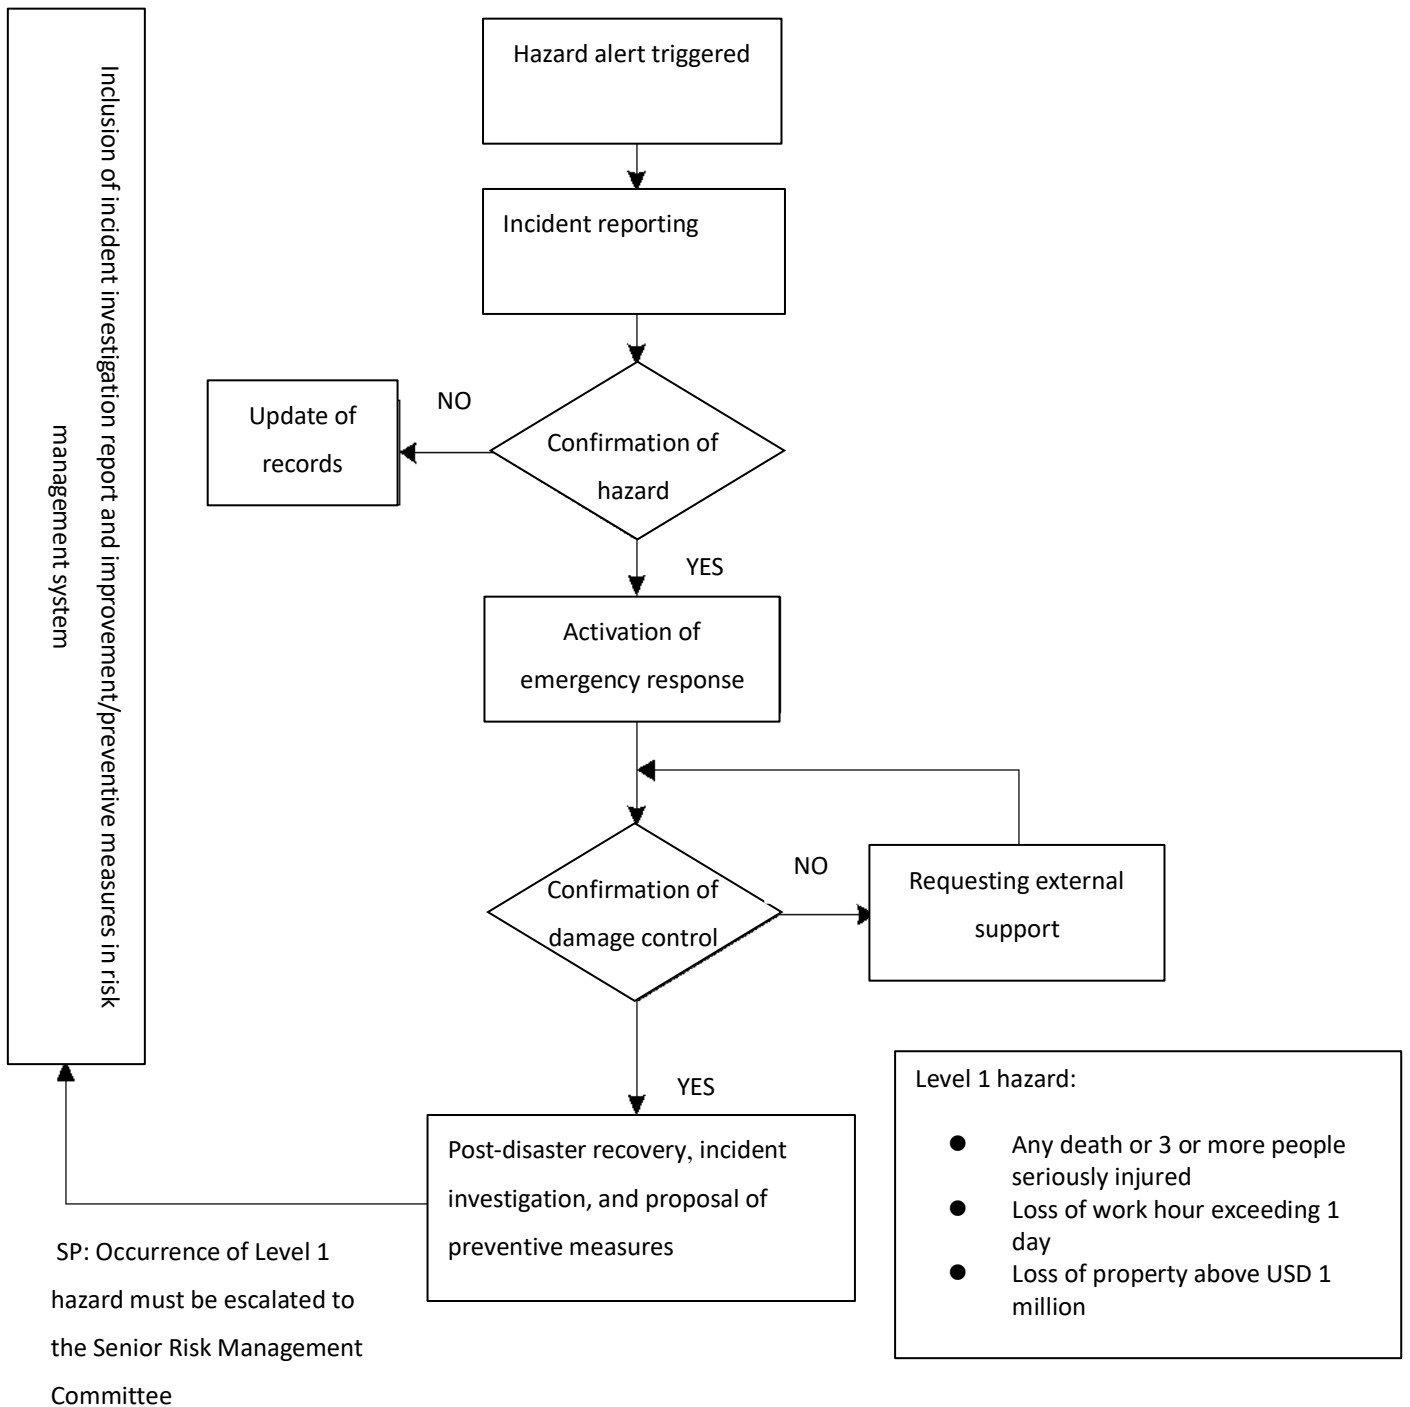 Inclusion of incident investigation report and improvement/preventive measures in risk
management system
Hazard alert triggered
Incident reporting
NO
Update of
records
Confirmation of
hazard
YES
Activation of
emergency response
Confirmation of
damage control
NO
Requesting external
support
YES
Post-disaster recovery, incident
investigation, and proposal of
preventive measures
Level 1 hazard:
● Any death or 3 or more people
seriously injured
● Loss of work hour exceeding 1
day
● Loss of property above USD 1
million
SP: Occurrence of Level 1
hazard must be escalated to
the Senior Risk Management
Committee